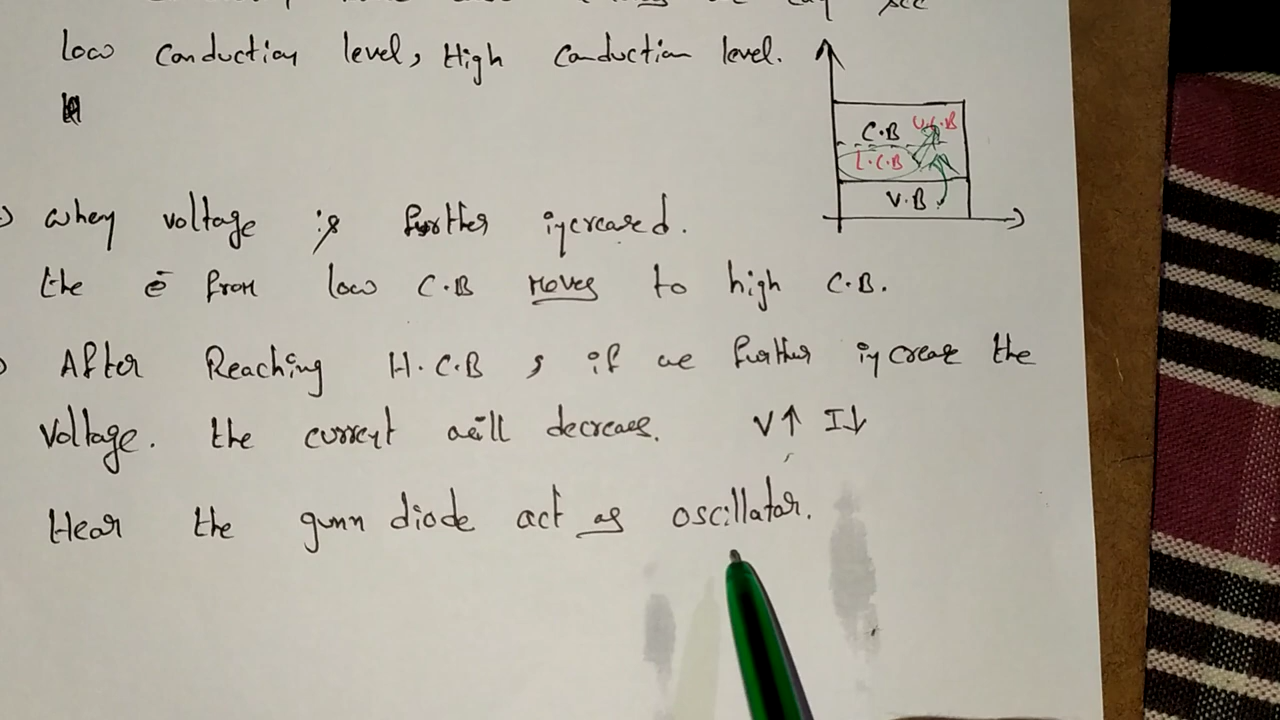 low conduction level, High conduction level.
C.B U.C.B
L.C.B
V.B
when voltage is further increased.
the e̅ from low C.B moves to high C.B.
After Reaching H.C.B, if we further increase the
voltage. the current will decreases. V↑ I↓
Hear the gunn diode act as oscillator.